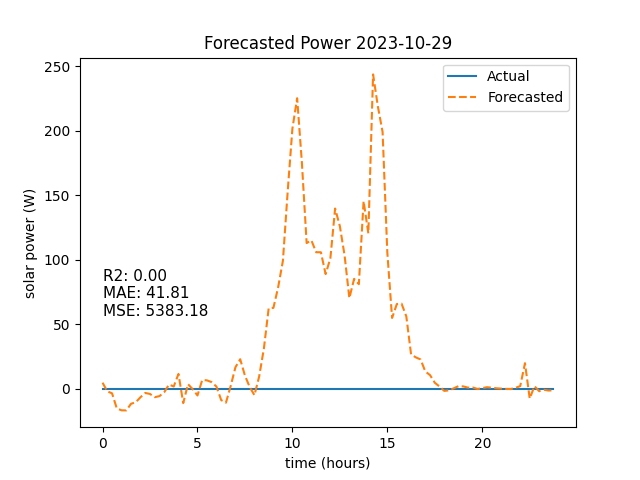 Forecasted Power 2023-10-29
250
200
150
100
50
0
solar power (W)
Actual
Forecasted
R2: 0.00
MAE: 41.81
MSE: 5383.18
0 5 10 15 20
time (hours)